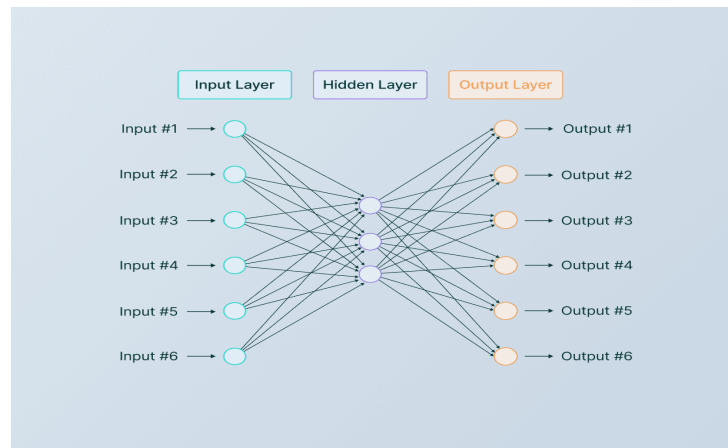 Input Layer
Hidden Layer
Output Layer
Input #1
Output #1
Input #2
Output #2
Input #3
Output #3
Input #4
Output #4
Input #5
Output #5
Input #6
Output #6